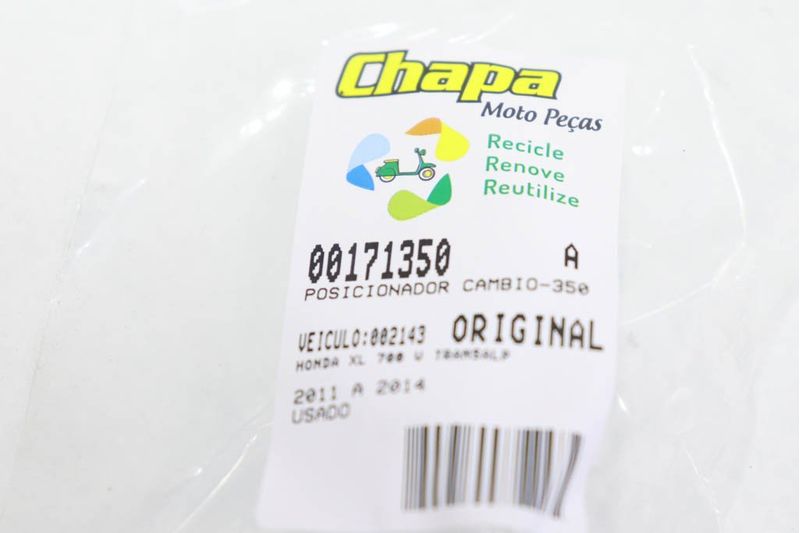 Chapa
Moto Peças
Recicle
Renove
Reutilize
00171350 A
POSICIONADOR CAMBIO-350
VEICULO:002143 ORIGINAL
HONDA XL 700 V TRANSALP
2011 A 2014
USADO